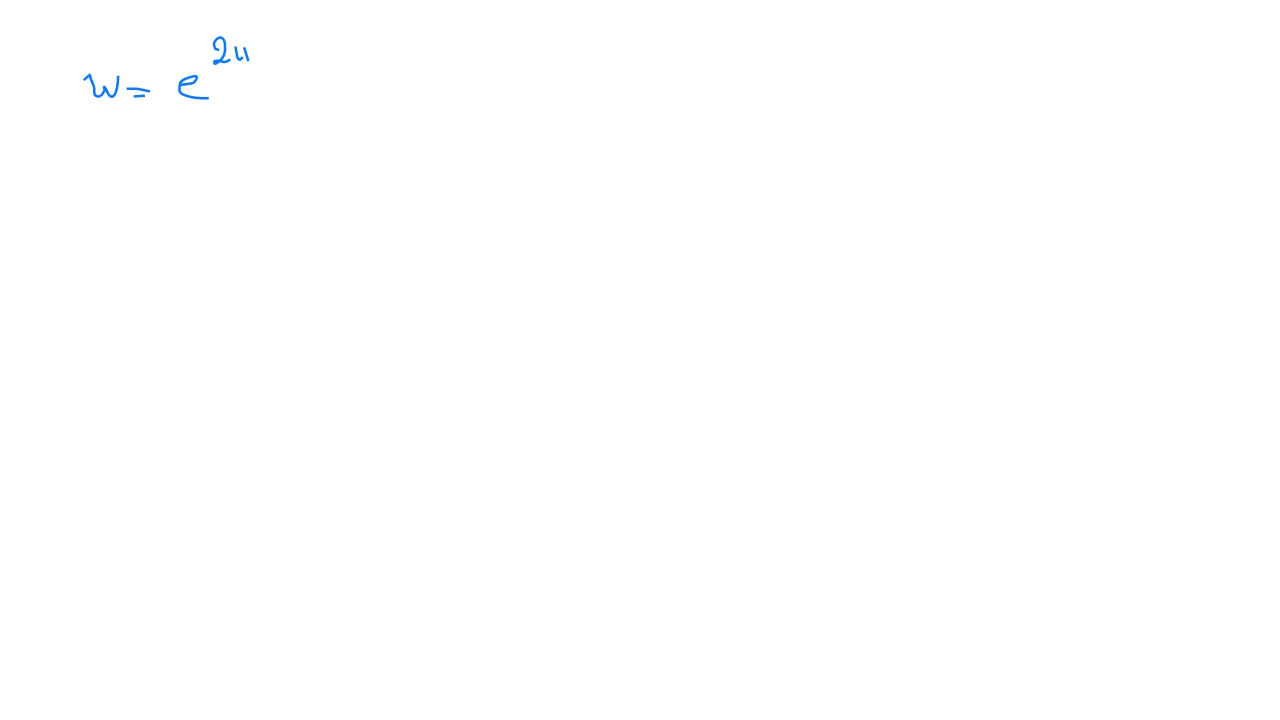 w = e^{2u}